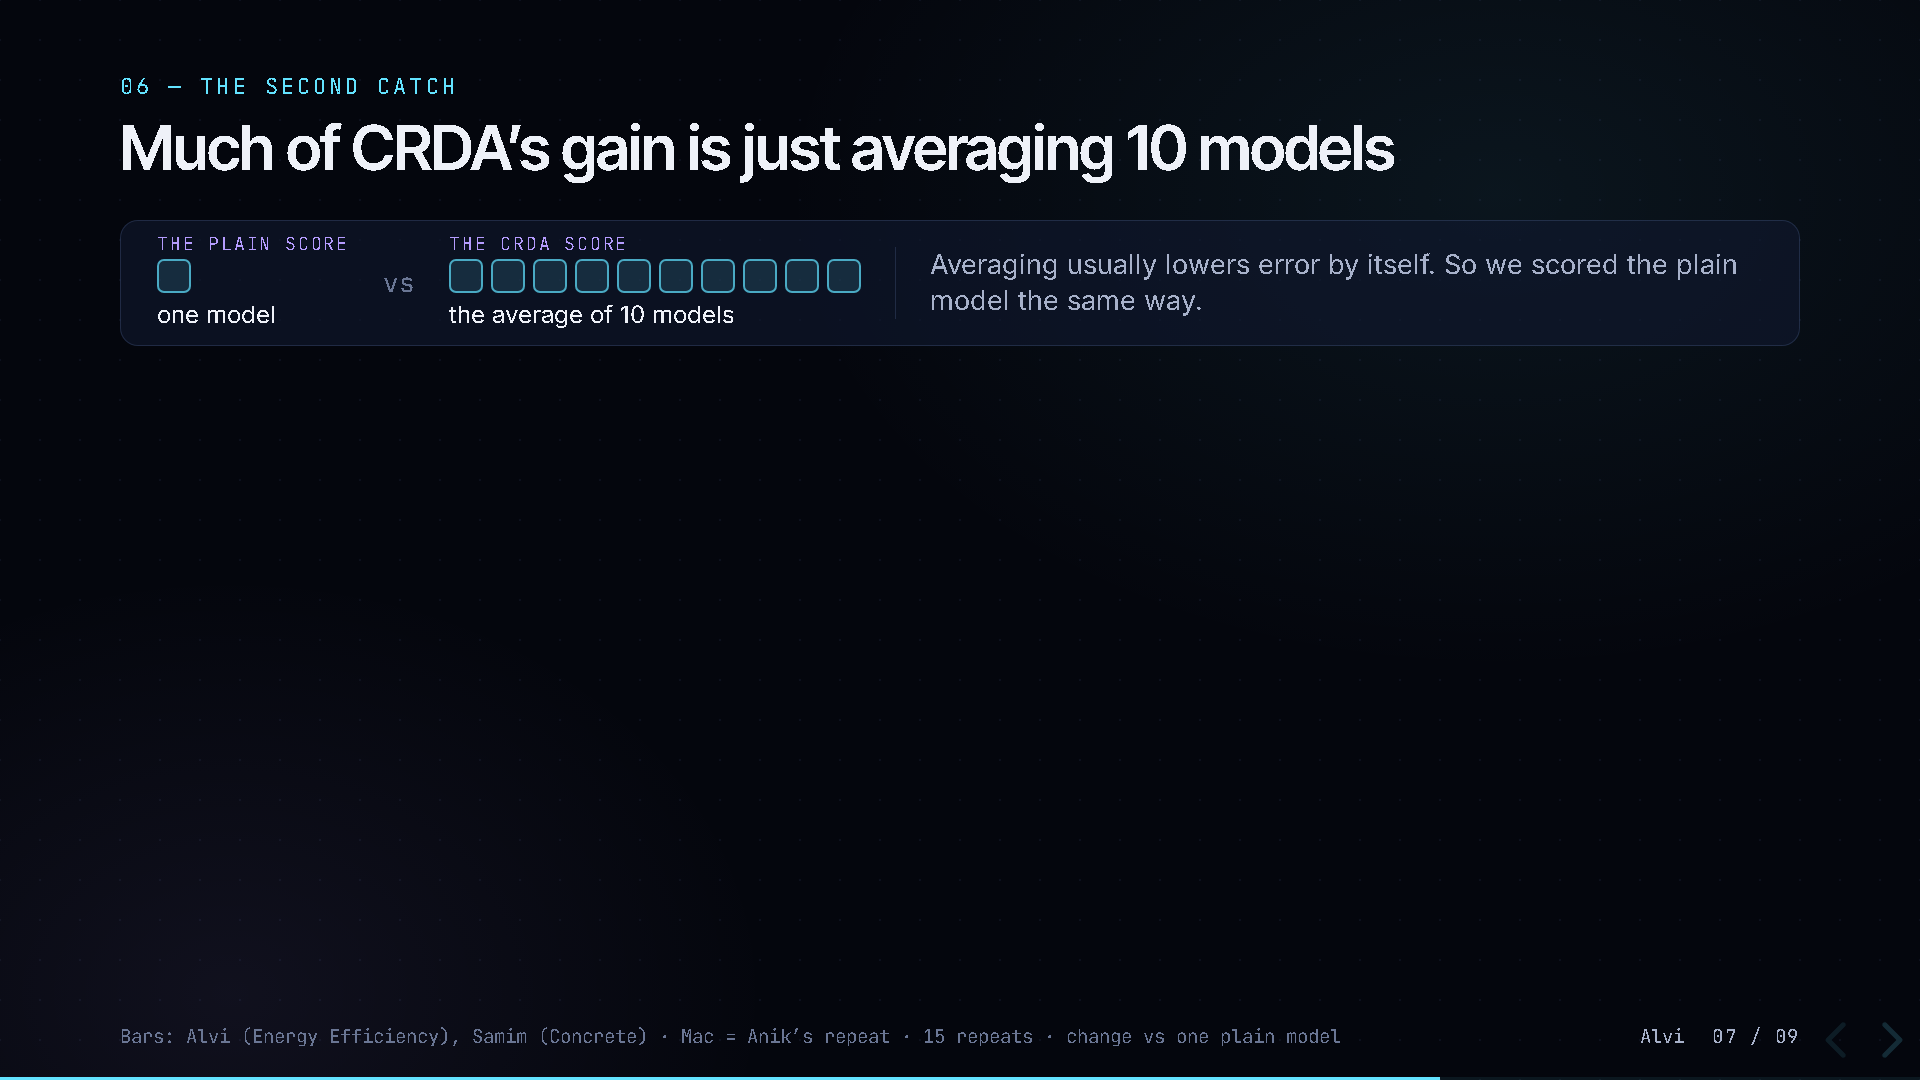 06 — THE SECOND CATCH
Much of CRDA’s gain is just averaging 10 models
THE PLAIN SCORE
one model
vs
THE CRDA SCORE
the average of 10 models
Averaging usually lowers error by itself. So we scored the plain
model the same way.
Bars: Alvi (Energy Efficiency), Samim (Concrete) · Mac = Anik’s repeat · 15 repeats · change vs one plain model
Alvi 07 / 09